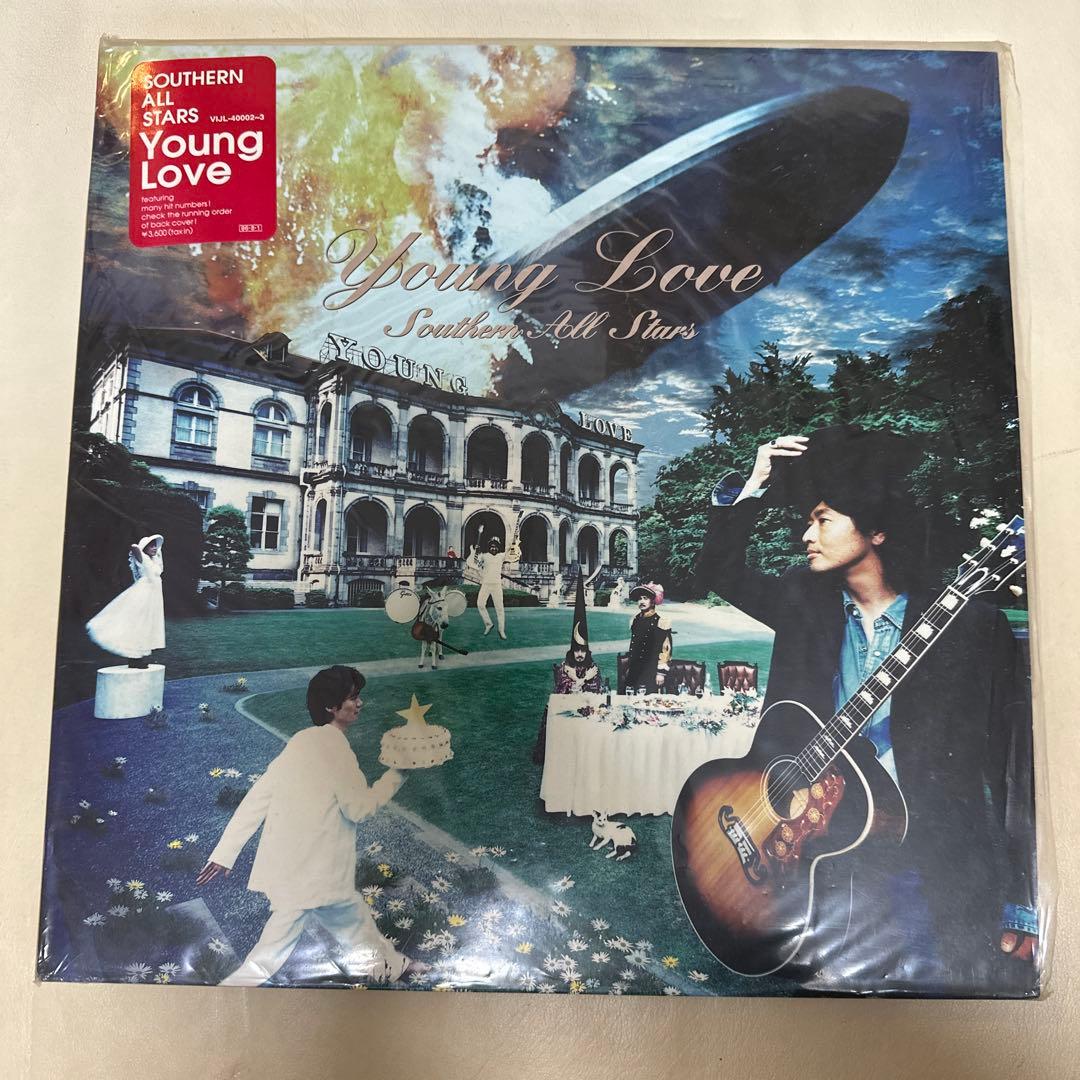 SOUTHERN
ALL
STARS VIJL-40002~3
Young
Love
featuring
many hit numbers!
check the running order
of back cover!
¥3,600(tax in)
Young Love
Southern All Stars
YOUNG
LOVE